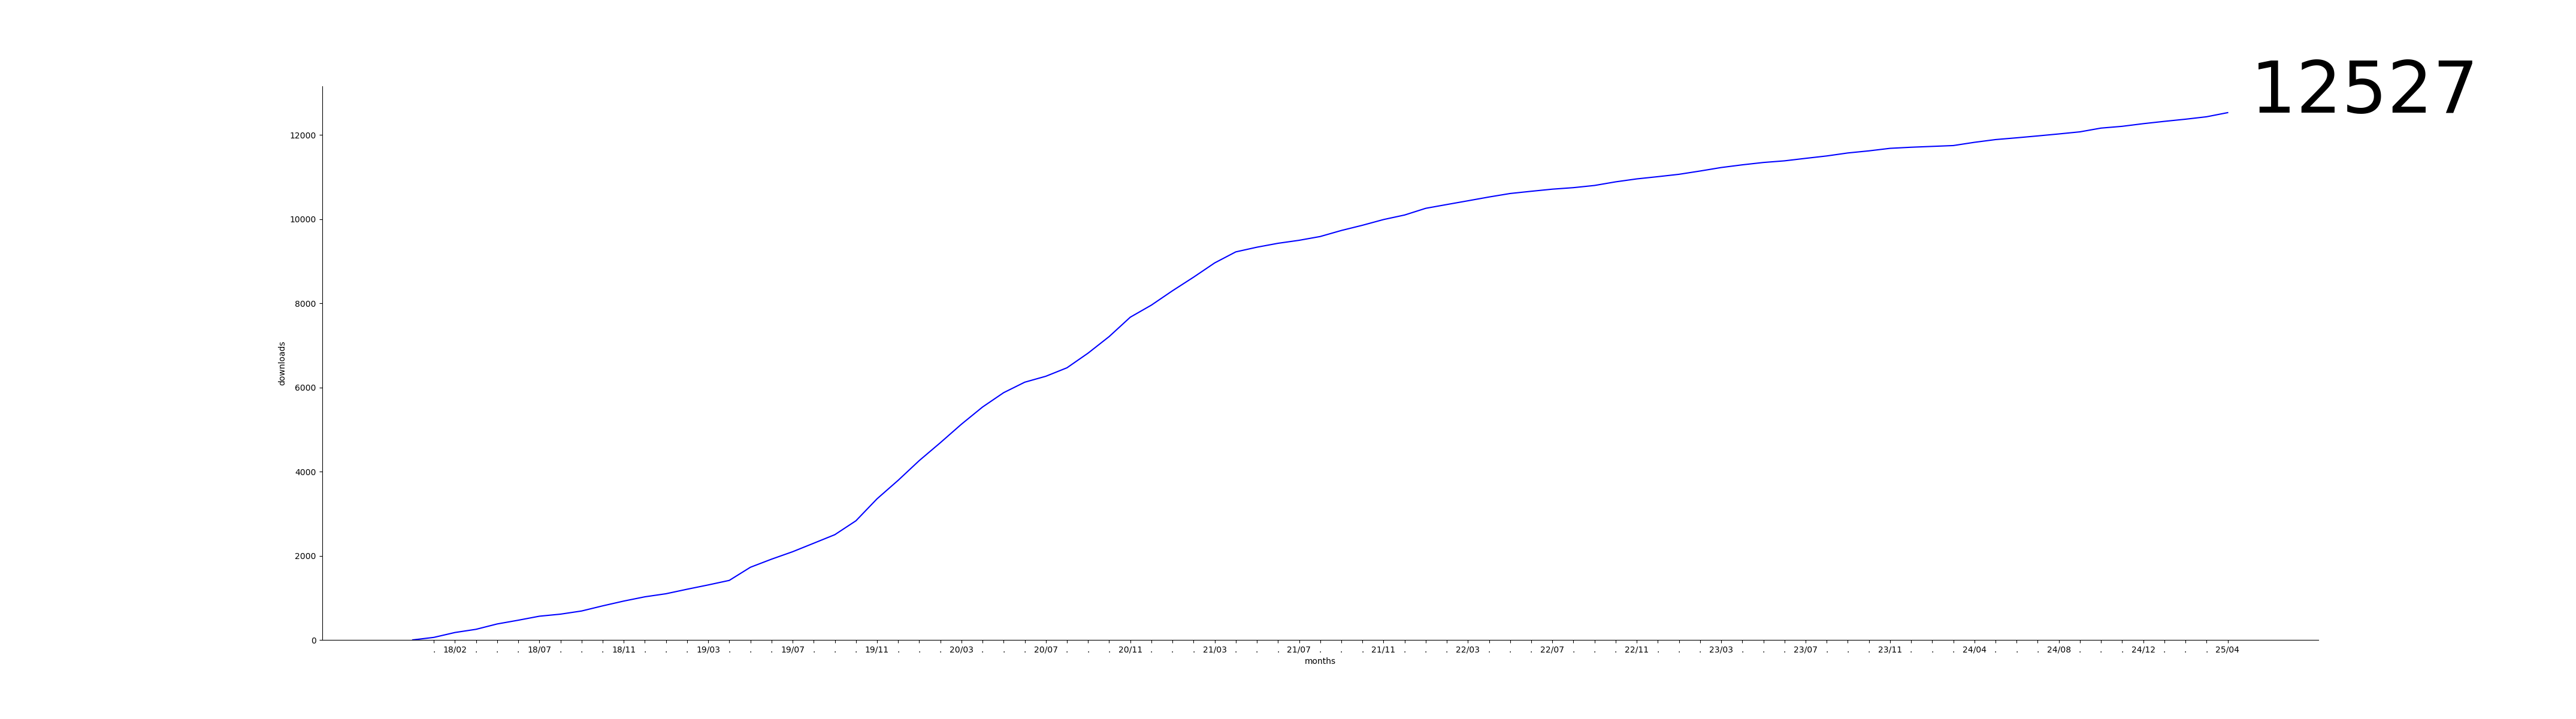 12527
12000
10000
8000
6000
4000
2000
0
downloads
. 18/02 . . . 18/07 . . . 18/11 . . . 19/03 . . . 19/07 . . . 19/11 . . . 20/03 . . . 20/07 . . . 20/11 . . . 21/03 . . . 21/07 . . . 21/11 . . . 22/03 . . . 22/07 . . . 22/11 . . . 23/03 . . . 23/07 . . . 23/11 . . . 24/04 . . . 24/08 . . . 24/12 . . . 25/04
months